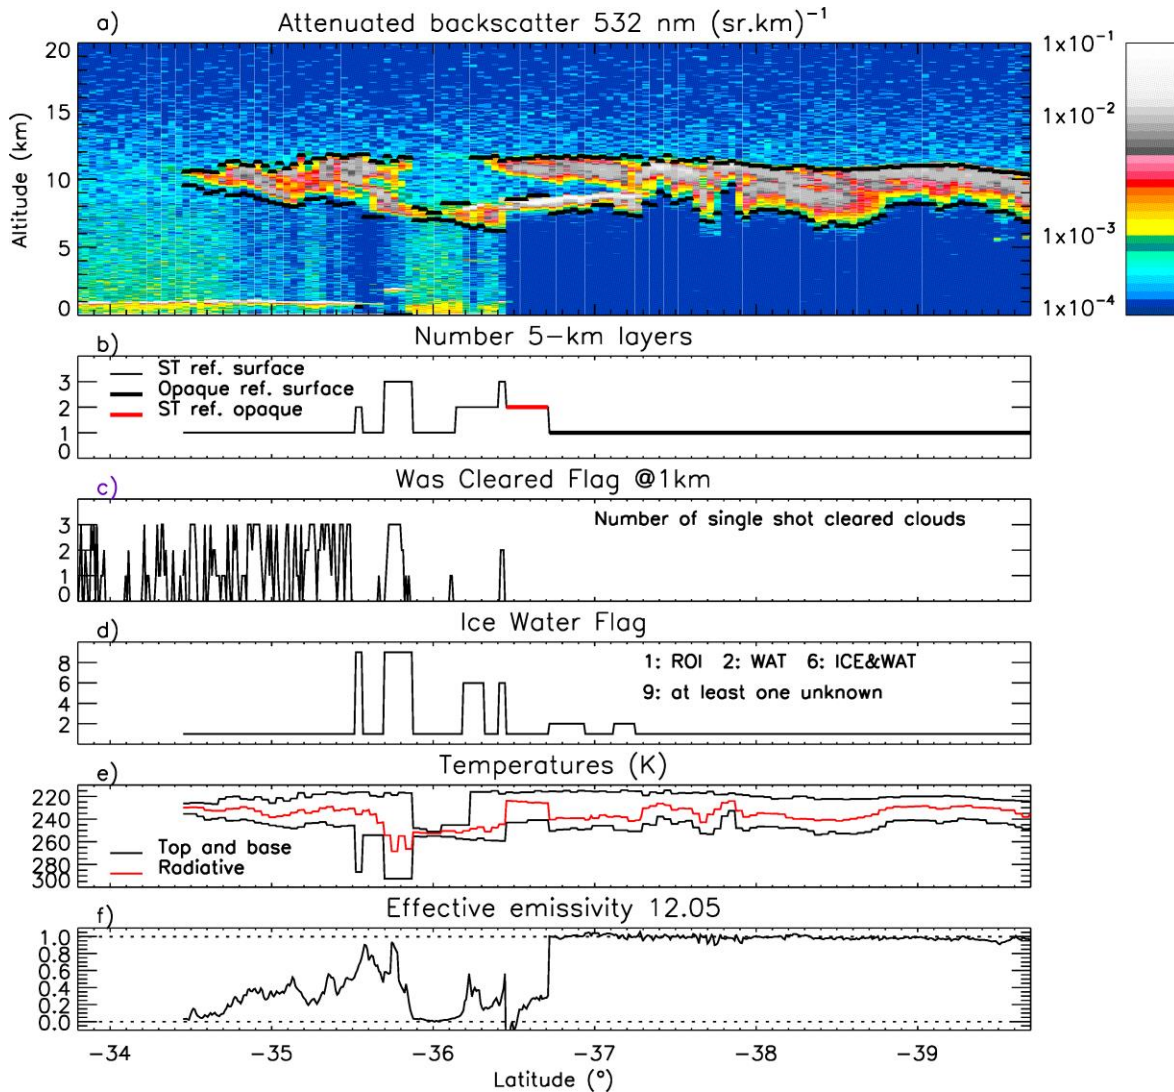 a) Attenuated backscatter 532 nm (sr.km)⁻¹
20
15
10
5
0
Altitude (km)
1x10⁻¹
1x10⁻²
1x10⁻³
1x10⁻⁴
b) Number 5-km layers
3
2
1
0
ST ref. surface
Opaque ref. surface
ST ref. opaque
c) Was Cleared Flag @1km
3
2
1
0
Number of single shot cleared clouds
d) Ice Water Flag
8
6
4
2
1: ROI 2: WAT 6: ICE&WAT
9: at least one unknown
e) Temperatures (K)
220
240
260
280
300
Top and base
Radiative
f) Effective emissivity 12.05
1.0
0.8
0.6
0.4
0.2
0.0
-34 -35 -36 -37 -38 -39
Latitude (°)